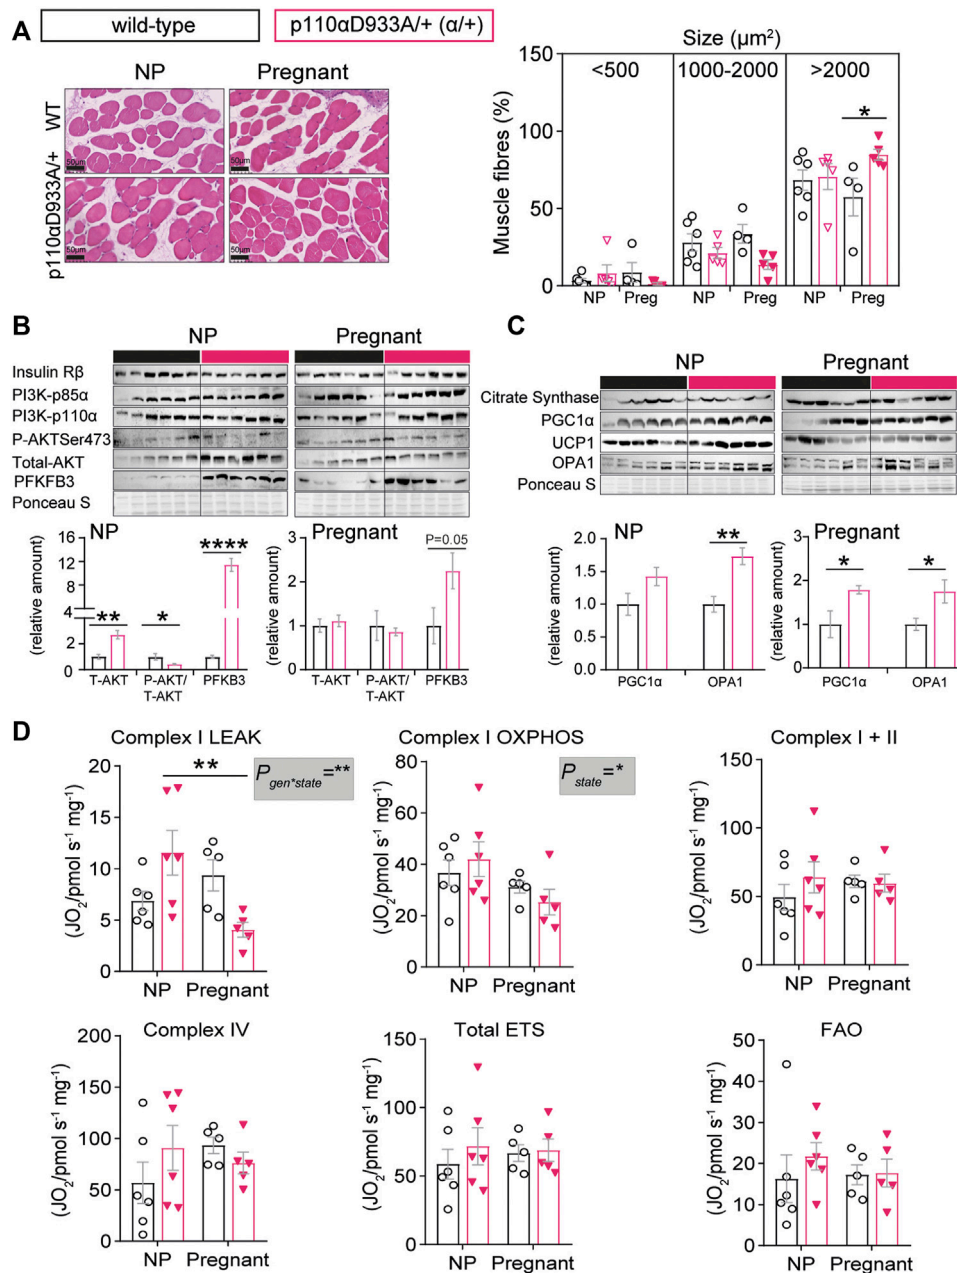 A
wild-type
p110αD933A/+ (α/+)
NP
Pregnant
WT
p110αD933A/+
50µm
50µm
50µm
50µm
Size (µm²)
<500
1000-2000
>2000
*
Muscle fibres (%)
150
100
50
0
NP
Preg
NP
Preg
NP
Preg
B
NP
Pregnant
Insulin Rβ
PI3K-p85α
PI3K-p110α
P-AKTSer473
Total-AKT
PFKFB3
Ponceau S
NP
(relative amount)
16
12
8
4
4
2
0
**
*
****
T-AKT
P-AKT/
T-AKT
PFKB3
Pregnant
(relative amount)
3
2
1
0
P=0.05
T-AKT
P-AKT/
T-AKT
PFKB3
C
NP
Pregnant
Citrate Synthase
PGC1α
UCP1
OPA1
Ponceau S
NP
(relative amount)
2.0
1.5
1.0
0.5
0.0
**
PGC1α
OPA1
Pregnant
(relative amount)
3
2
1
0
*
*
PGC1α
OPA1
D
Complex I LEAK
(JO₂/pmol s⁻¹ mg⁻¹)
20
15
10
5
0
**
P gen*state =**
NP
Pregnant
Complex I OXPHOS
(JO₂/pmol s⁻¹ mg⁻¹)
80
60
40
20
0
P state =*
NP
Pregnant
Complex I + II
(JO₂/pmol s⁻¹ mg⁻¹)
150
100
50
0
NP
Pregnant
Complex IV
(JO₂/pmol s⁻¹ mg⁻¹)
200
150
100
50
0
NP
Pregnant
Total ETS
(JO₂/pmol s⁻¹ mg⁻¹)
150
100
50
0
NP
Pregnant
FAO
(JO₂/pmol s⁻¹ mg⁻¹)
50
40
30
20
10
0
NP
Pregnant